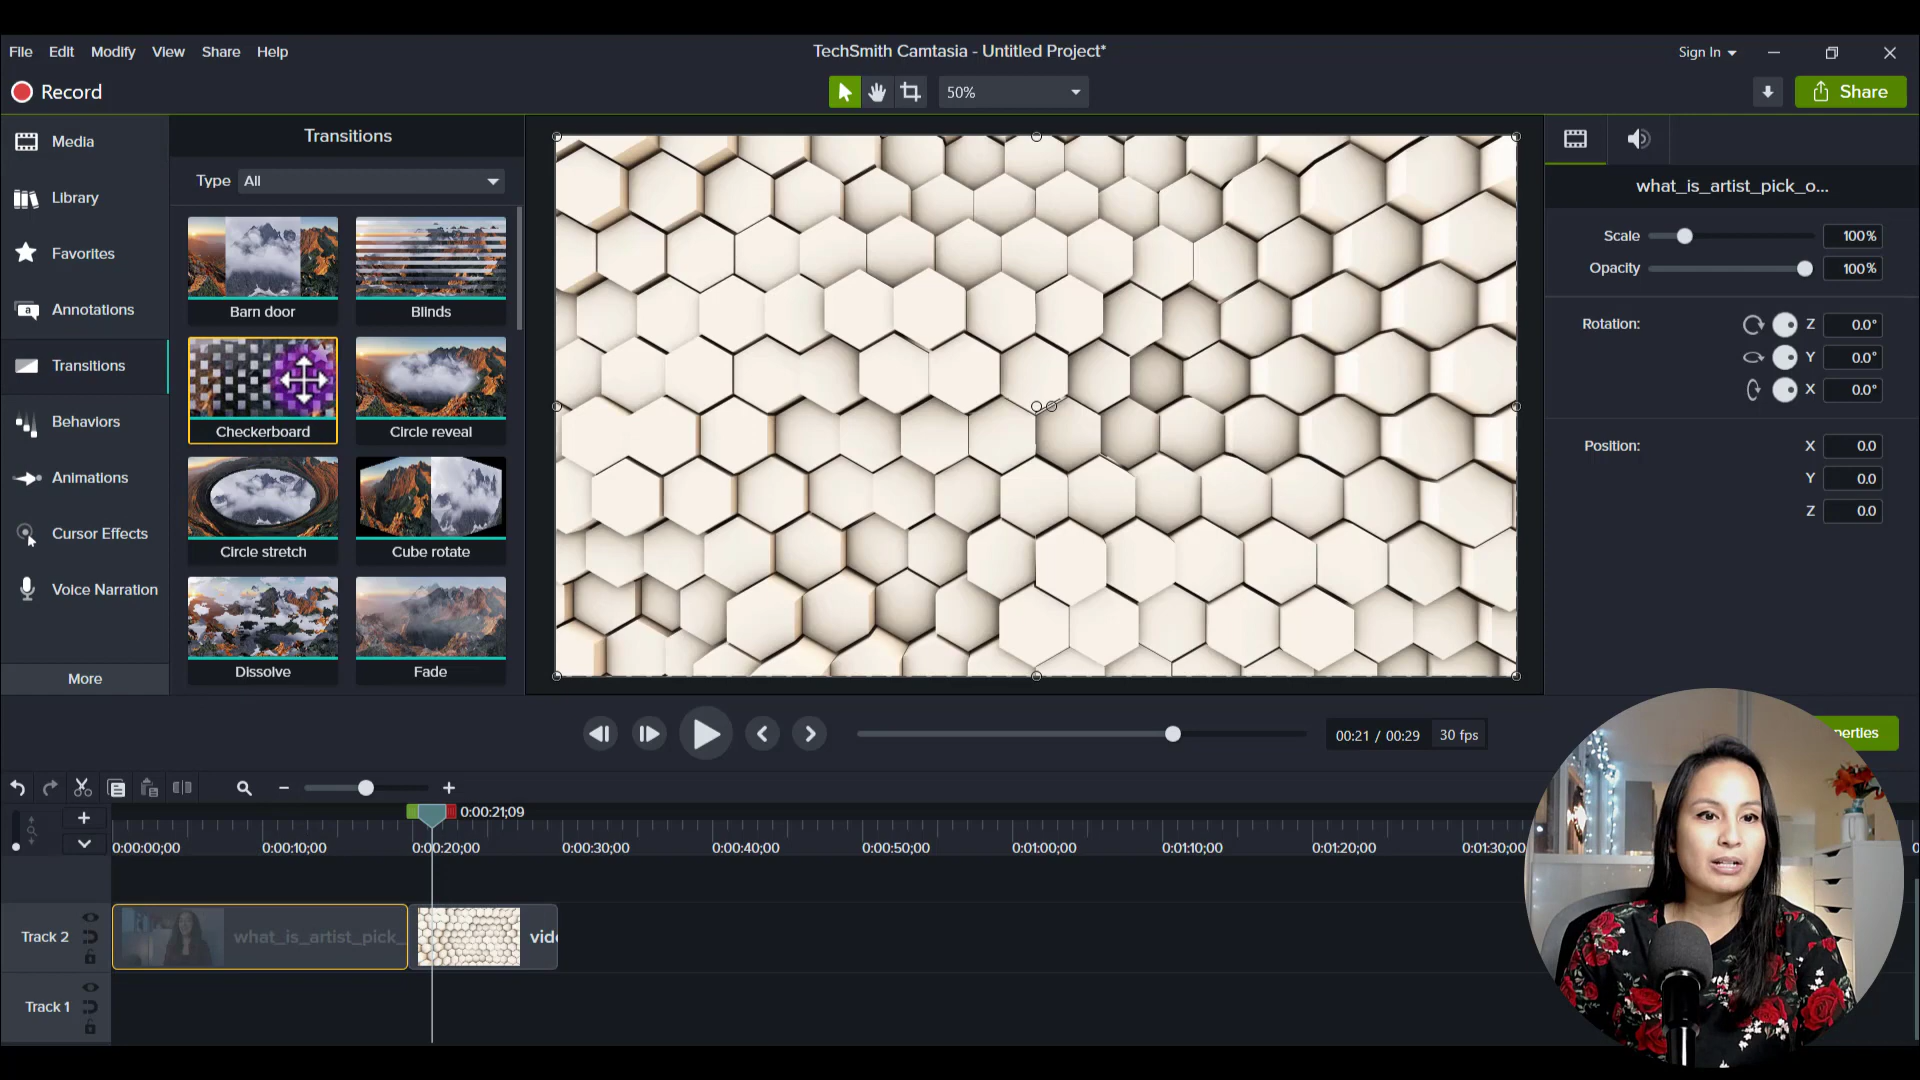 File Edit Modify View Share Help
TechSmith Camtasia - Untitled Project*
Sign In
Record
50%
Share
Media
Library
Favorites
Annotations
Transitions
Behaviors
Animations
Cursor Effects
Voice Narration
More
Transitions
Type All
Barn door
Blinds
Checkerboard
Circle reveal
Circle stretch
Cube rotate
Dissolve
Fade
what_is_artist_pick_o...
Scale 100%
Opacity 100%
Rotation: Z 0.0°
Y 0.0°
X 0.0°
Position: X 0.0
Y 0.0
Z 0.0
00:21 / 00:29 30 fps
perties
0:00:21;09
0:00:00;00 0:00:10;00 0:00:20;00 0:00:30;00 0:00:40;00 0:00:50;00 0:01:00;00 0:01:10;00 0:01:20;00 0:01:30;00
Track 2
what_is_artist_pick_
vide
Track 1